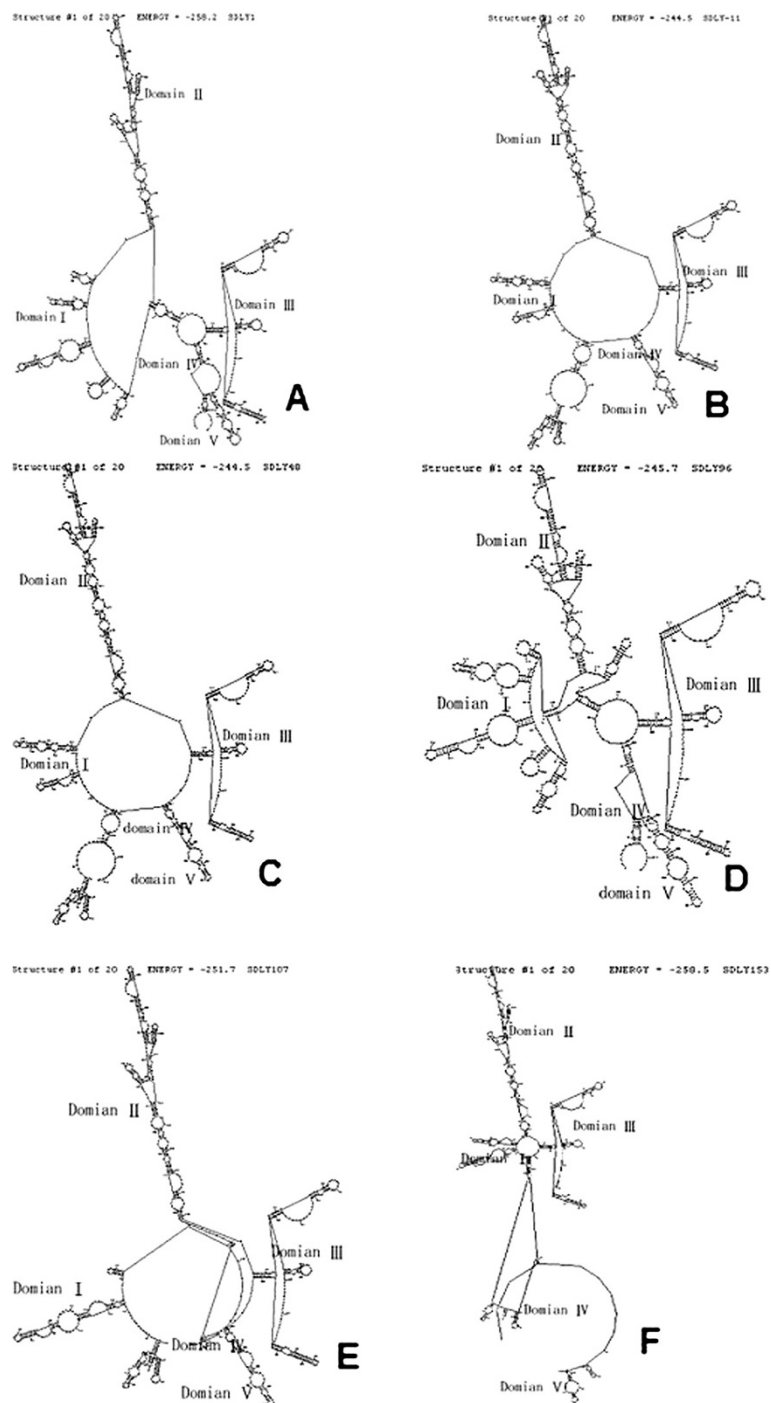 Structure #1 of 20 ENERGY = -258.2 SDLY1
Domain II
Domain I
Domain III
Domian IV
Domian V
A
Structure #1 of 20 ENERGY = -244.5 SDLY-11
Domian II
Domian III
Domian I
Domian IV
Domain V
B
Structure #1 of 20 ENERGY = -244.5 SDLY48
Domian II
Domian III
Domian I
domain IV
domain V
C
Structure #1 of 20 ENERGY = -245.7 SDLY96
Domian II
Domian I
Domian III
Domian IV
domain V
D
Structure #1 of 20 ENERGY = -251.7 SDLY107
Domian II
Domian III
Domian I
Domian IV
Domian V
E
Structure #1 of 20 ENERGY = -258.5 SDLY153
Domian II
Domian III
Domian I
Domian IV
Domian V
F